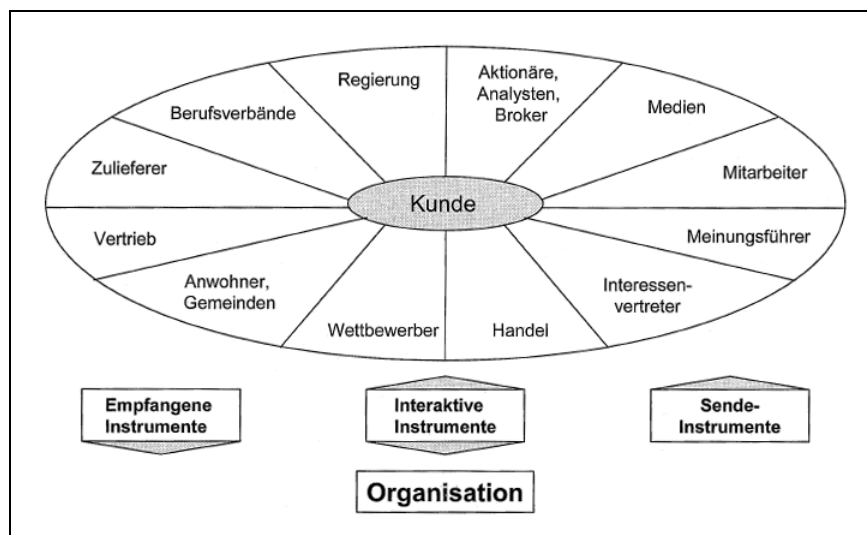 Regierung
Aktionäre,
Analysten,
Broker
Berufsverbände
Medien
Zulieferer
Mitarbeiter
Kunde
Vertrieb
Meinungsführer
Anwohner,
Gemeinden
Interessen-
vertreter
Wettbewerber
Handel
Empfangene
Instrumente
Interaktive
Instrumente
Sende-
Instrumente
Organisation